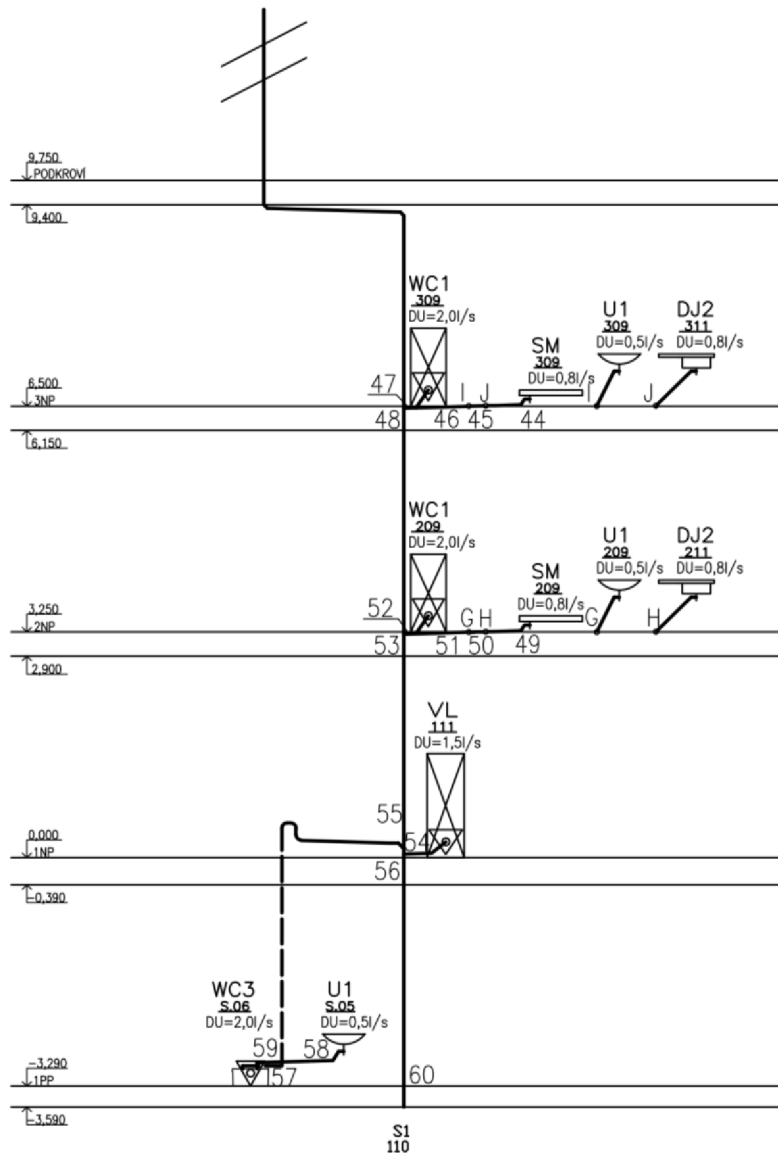 9,750
PODKROVÍ
9,400
WC1
309
DU=2,0l/s
SM
309
DU=0,8l/s
U1
309
DU=0,5l/s
DJ2
311
DU=0,8l/s
6,500
3NP
6,150
47
48
46
I
J
45
44
I
J
WC1
209
DU=2,0l/s
SM
209
DU=0,8l/s
U1
209
DU=0,5l/s
DJ2
211
DU=0,8l/s
3,250
2NP
2,900
52
53
51
G
H
50
49
G
H
VL
111
DU=1,5l/s
0,000
1NP
-0,390
55
54
56
WC3
S.06
DU=2,0l/s
U1
S.05
DU=0,5l/s
59
58
57
60
-3,290
1PP
-3,590
S1
110